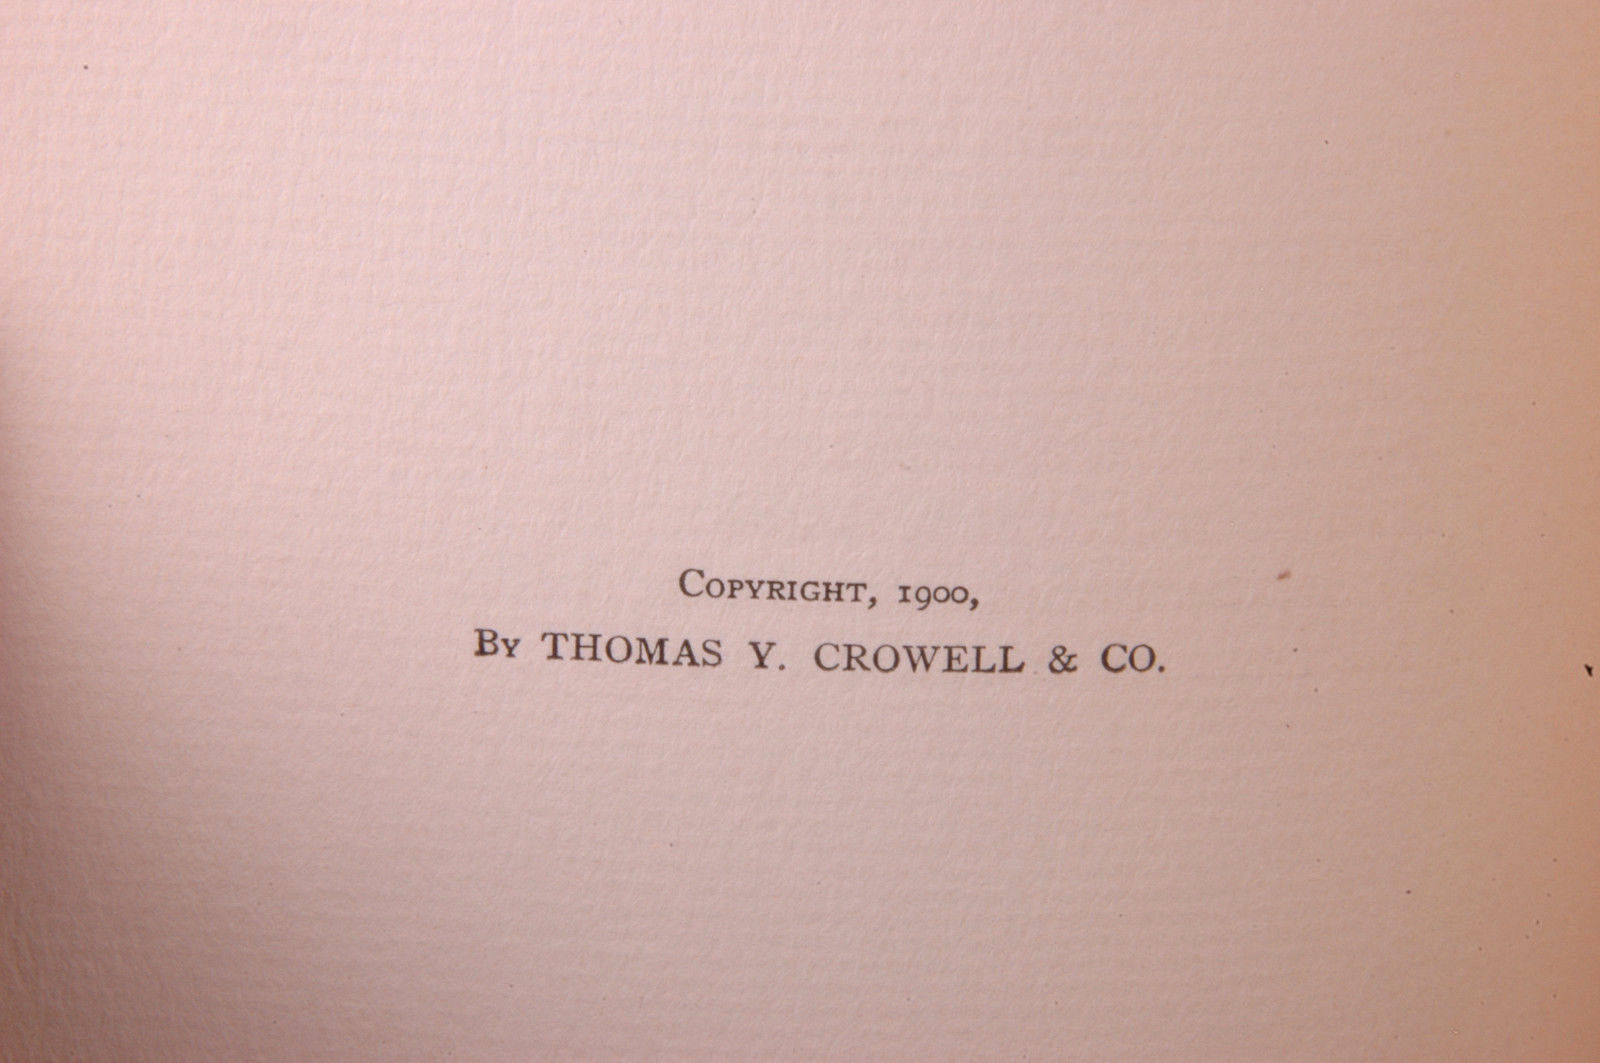 Copyright, 1900,
By THOMAS Y. CROWELL & CO.